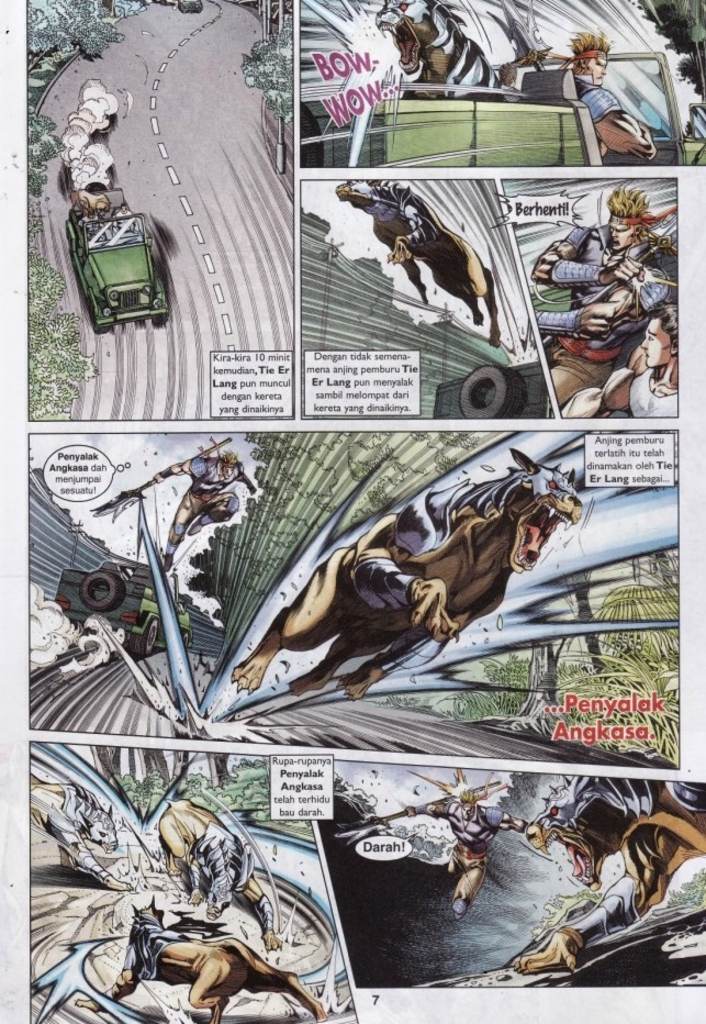 Kira-kira 10 minit
kemudian, Tie Er
Lang pun muncul
dengan kereta
yang dinaikinya
BOW-
WOW...
Dengan tidak semena-
mena anjing pemburu Tie
Er Lang pun menyalak
sambil melompat dari
kereta yang dinaikinya.
Berhenti!
Penyalak
Angkasa dah
menjumpai
sesuatu!
Anjing pemburu
terlatih itu telah
dinamakan oleh Tie
Er Lang sebagai...
...Penyalak
Angkasa.
Rupa-rupanya
Penyalak
Angkasa
telah terhidu
bau darah.
Darah!
7